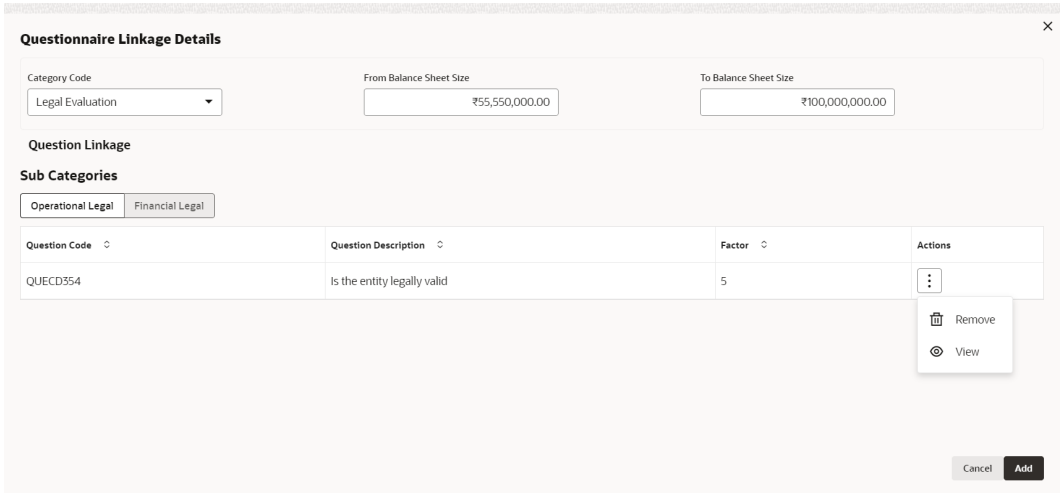 Questionnaire Linkage Details
Category Code From Balance Sheet Size To Balance Sheet Size
Legal Evaluation ₹55,550,000.00 ₹100,000,000.00
Question Linkage
Sub Categories
Operational Legal Financial Legal
Question Code Question Description Factor Actions
QUECD354 Is the entity legally valid 5
Remove
View
Cancel Add